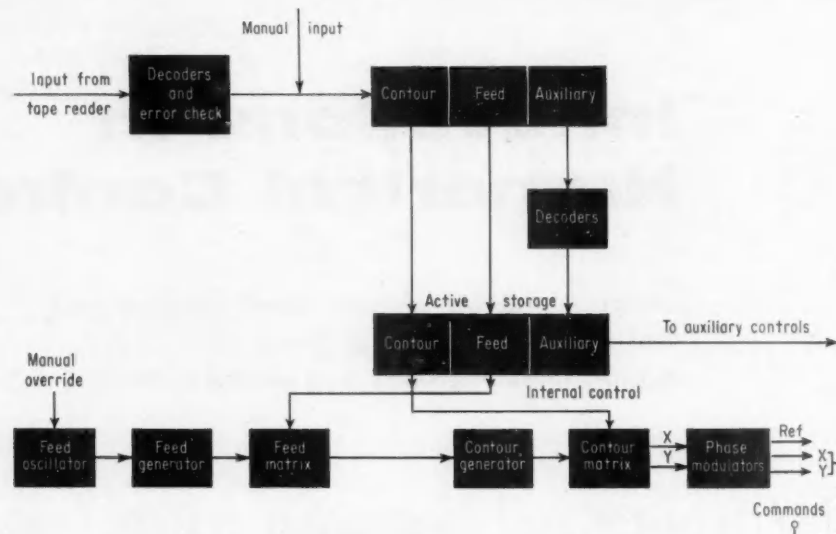 Manual input
Input from
tape reader
Decoders
and
error check
Contour Feed Auxiliary
Decoders
Active storage
Contour Feed Auxiliary
To auxiliary controls
Manual
override
Internal control
Feed
oscillator
Feed
generator
Feed
matrix
Contour
generator
Contour
matrix
X
Y
Phase
modulators
Ref
X
Y
Commands